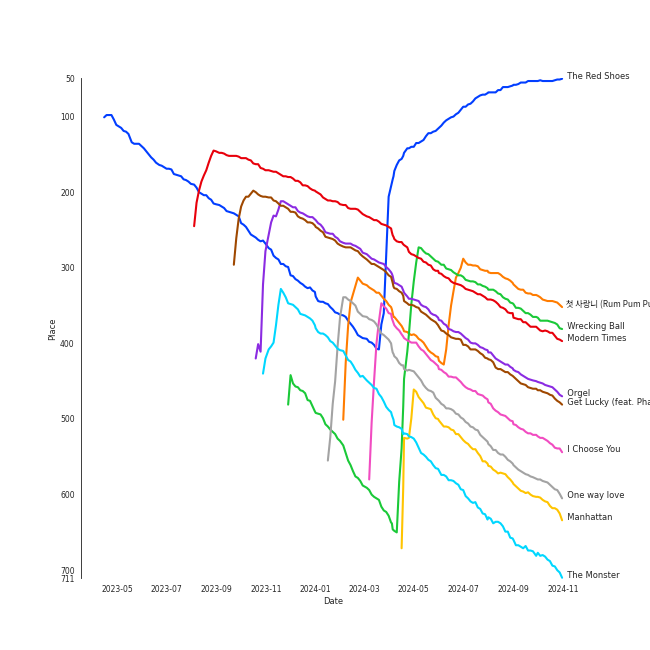 50
The Red Shoes
100
200
300
첫 사랑니 (Rum Pum Pu
Wrecking Ball
Modern Times
400
Orgel
Get Lucky (feat. Pha
500
I Choose You
One way love
600
Manhattan
700
711
The Monster
Place
2023-05
2023-07
2023-09
2023-11
2024-01
2024-03
2024-05
2024-07
2024-09
2024-11
Date